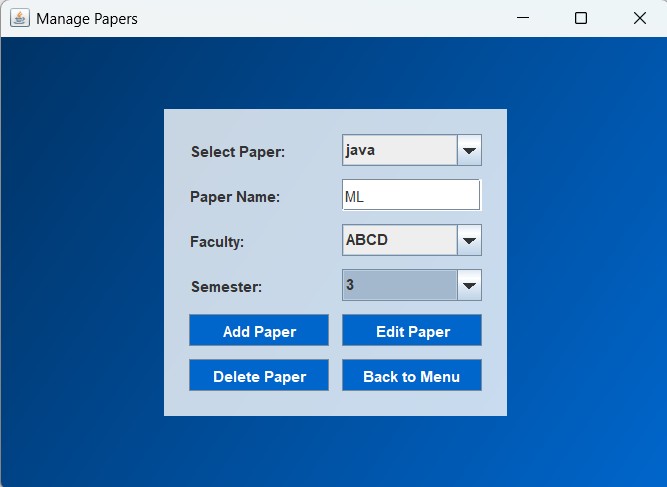 Manage Papers
Select Paper: java
Paper Name: ML
Faculty: ABCD
Semester: 3
Add Paper Edit Paper
Delete Paper Back to Menu